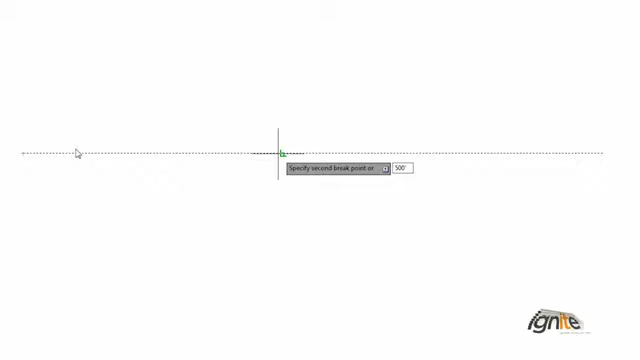 Specify second break point or
500'
ignite